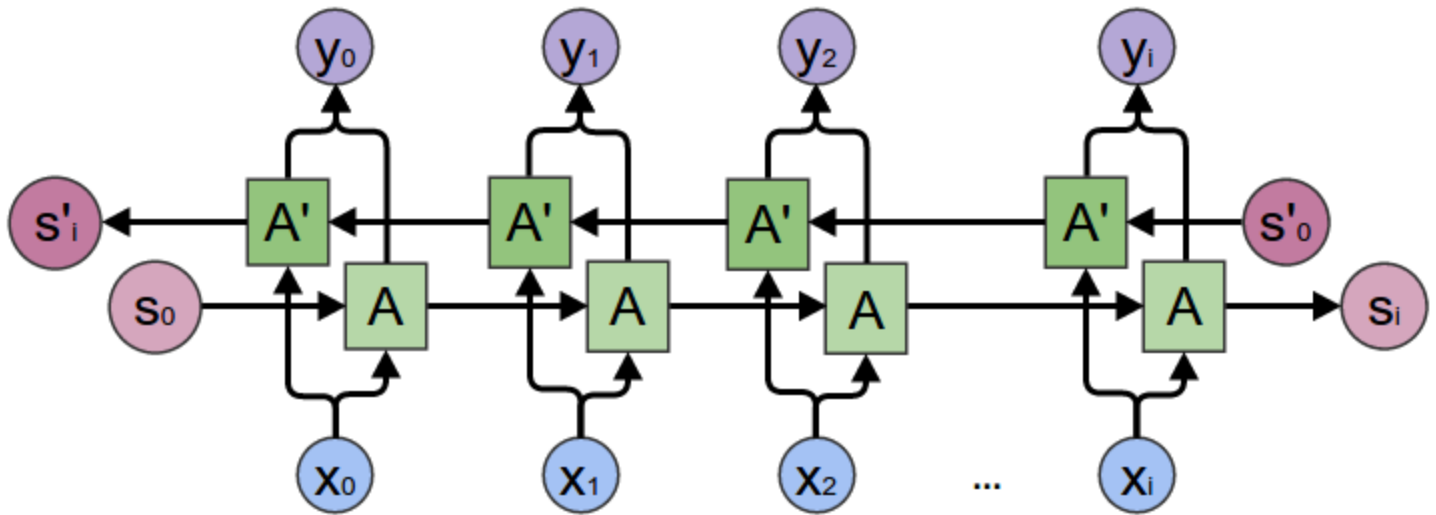 y₀ y₁ y₂ yᵢ
s'ᵢ A' A' A' A' s'₀
s₀ A A A A sᵢ
x₀ x₁ x₂ ... xᵢ